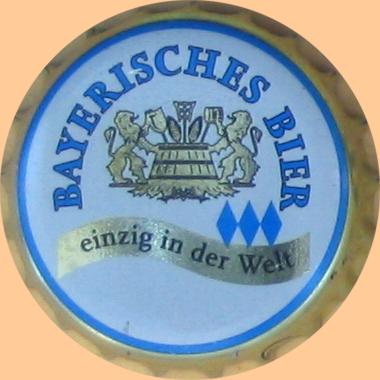 BAYERISCHES BIER
einzig in der Welt